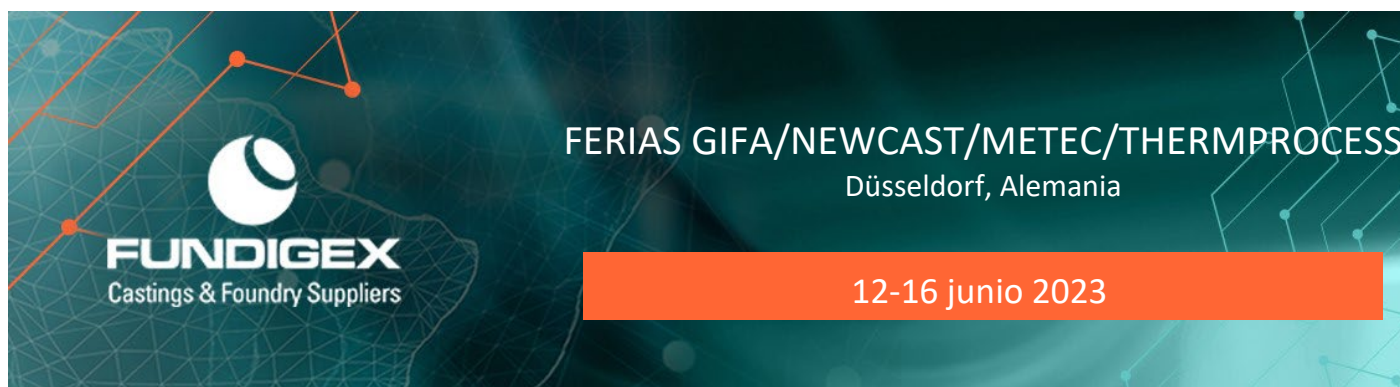 FERIAS GIFA/NEWCAST/METEC/THERMPROCESS
Düsseldorf, Alemania
FUNDIGEX
Castings & Foundry Suppliers
12-16 junio 2023